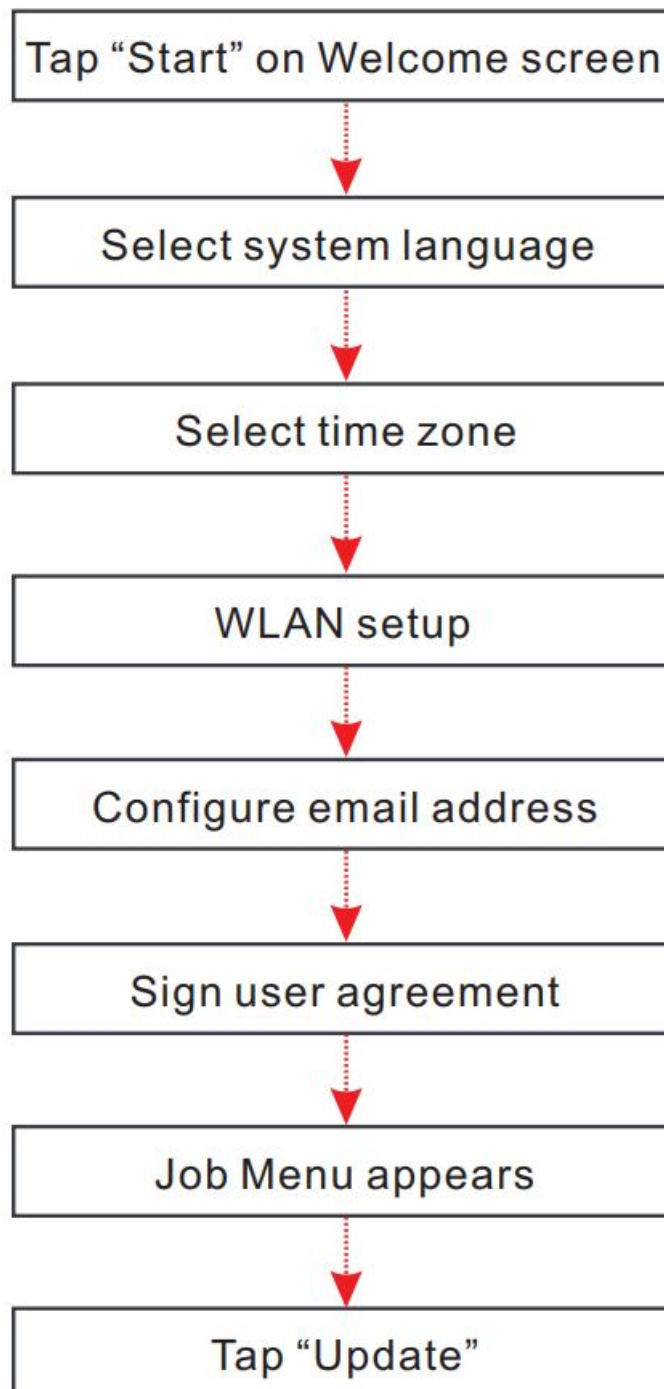 Tap “Start” on Welcome screen
Select system language
Select time zone
WLAN setup
Configure email address
Sign user agreement
Job Menu appears
Tap “Update”